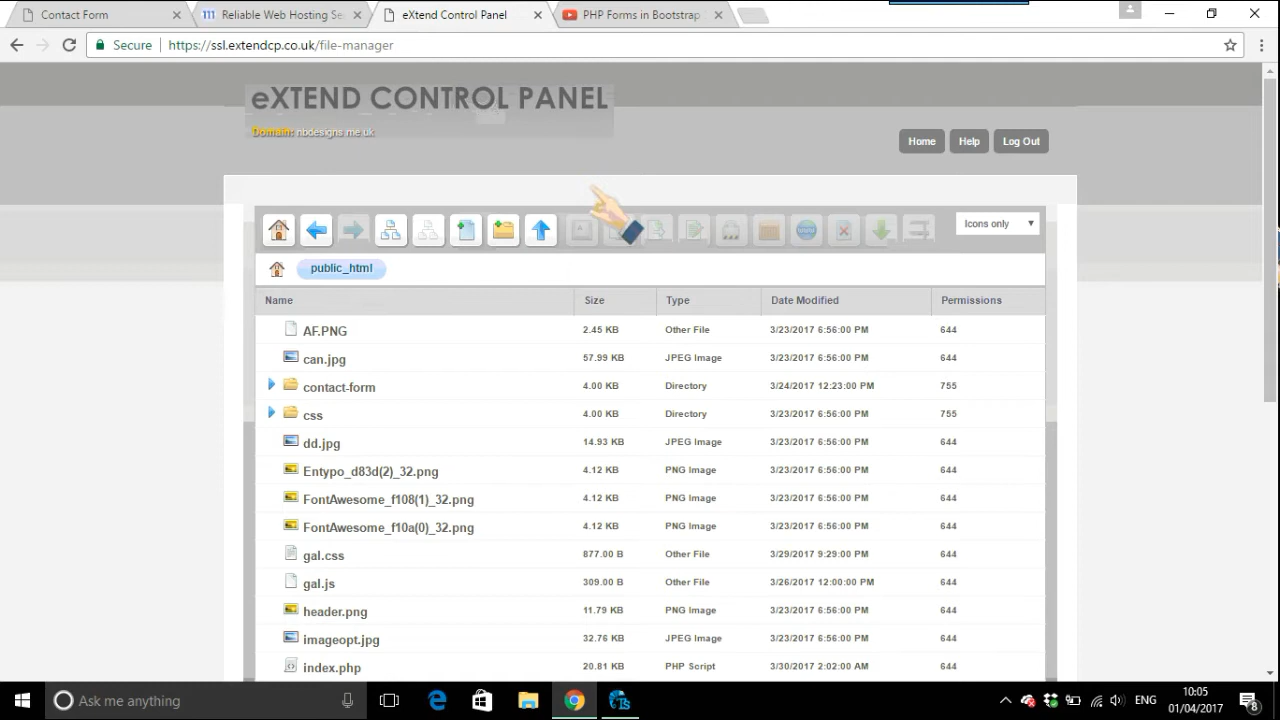 Contact Form
Reliable Web Hosting Se
eXtend Control Panel
PHP Forms in Bootstrap
Secure
https://ssl.extendcp.co.uk/file-manager
eXTEND CONTROL PANEL
Domain: nbdesigns.me.uk
Home
Help
Log Out
Icons only
public_html
Name Size Type Date Modified Permissions
AF.PNG 2.45 KB Other File 3/23/2017 6:56:00 PM 644
can.jpg 57.99 KB JPEG Image 3/23/2017 6:56:00 PM 644
contact-form 4.00 KB Directory 3/24/2017 12:23:00 PM 755
css 4.00 KB Directory 3/23/2017 6:56:00 PM 755
dd.jpg 14.93 KB JPEG Image 3/23/2017 6:56:00 PM 644
Entypo_d83d(2)_32.png 4.12 KB PNG Image 3/23/2017 6:56:00 PM 644
FontAwesome_f108(1)_32.png 4.12 KB PNG Image 3/23/2017 6:56:00 PM 644
FontAwesome_f10a(0)_32.png 4.12 KB PNG Image 3/23/2017 6:56:00 PM 644
gal.css 877.00 B Other File 3/29/2017 9:29:00 PM 644
gal.js 309.00 B Other File 3/26/2017 12:00:00 PM 644
header.png 11.79 KB PNG Image 3/23/2017 6:56:00 PM 644
imageopt.jpg 32.76 KB JPEG Image 3/23/2017 6:56:00 PM 644
index.php 20.81 KB PHP Script 3/30/2017 2:02:00 AM 644
Ask me anything
ENG
10:05
01/04/2017
8